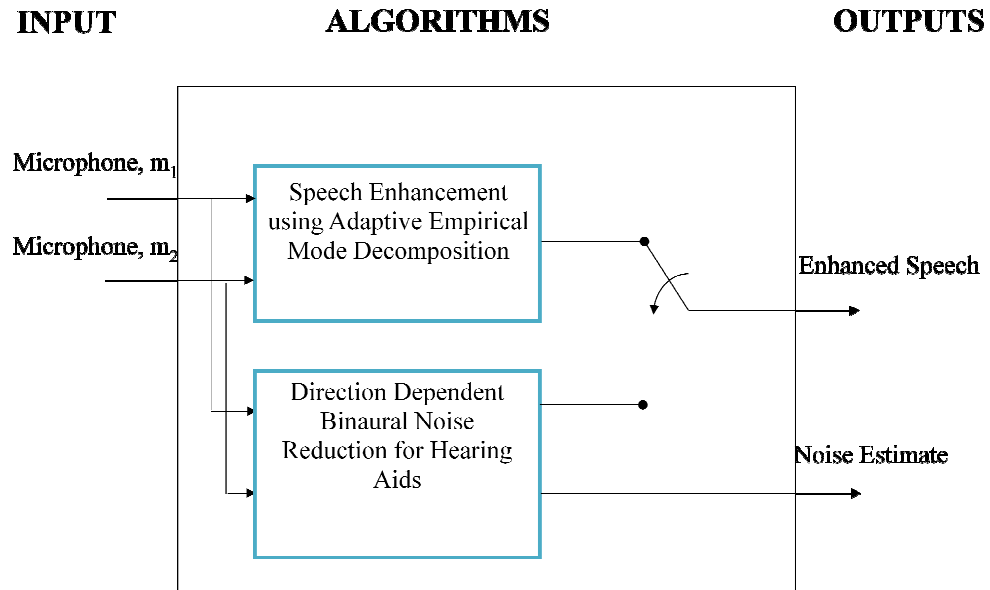 INPUT ALGORITHMS OUTPUTS
Microphone, m1
Speech Enhancement
using Adaptive Empirical
Mode Decomposition
Microphone, m2
Enhanced Speech
Direction Dependent
Binaural Noise
Reduction for Hearing
Aids
Noise Estimate